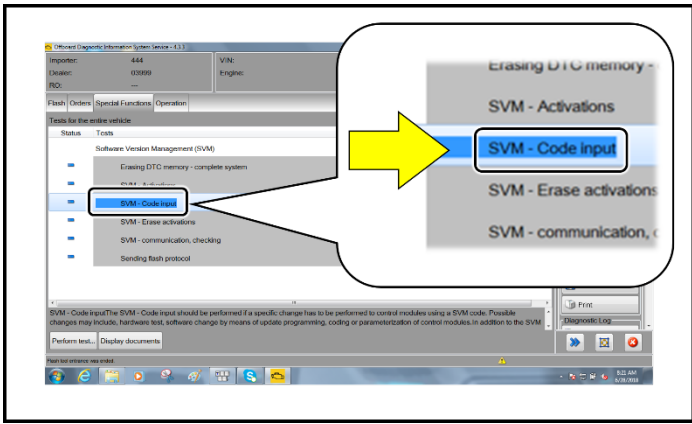 Offboard Diagnostic Information System Service - 4.3.3
Importer: 444 VIN:
Dealer: 03999 Engine:
RO: ---
Flash Orders Special Functions Operation
Tests for the entire vehicle
Status Tests
Software Version Management (SVM)
Erasing DTC memory - complete system
SVM - Activations
SVM - Code input
SVM - Erase activations
SVM - communication, checking
Sending flash protocol
Erasing DTC memory -
SVM - Activations
SVM - Code input
SVM - Erase activations
SVM - communication,
Print
Diagnostic Log
SVM - Code inputThe SVM - Code input should be performed if a specific change has to be performed to control modules using a SVM code. Possible
changes may include, hardware test, software change by means of update programming, coding or parameterization of control modules.In addition to the SVM
Perform test... Display documents
Flash tool entrance was ended.
8:21 AM